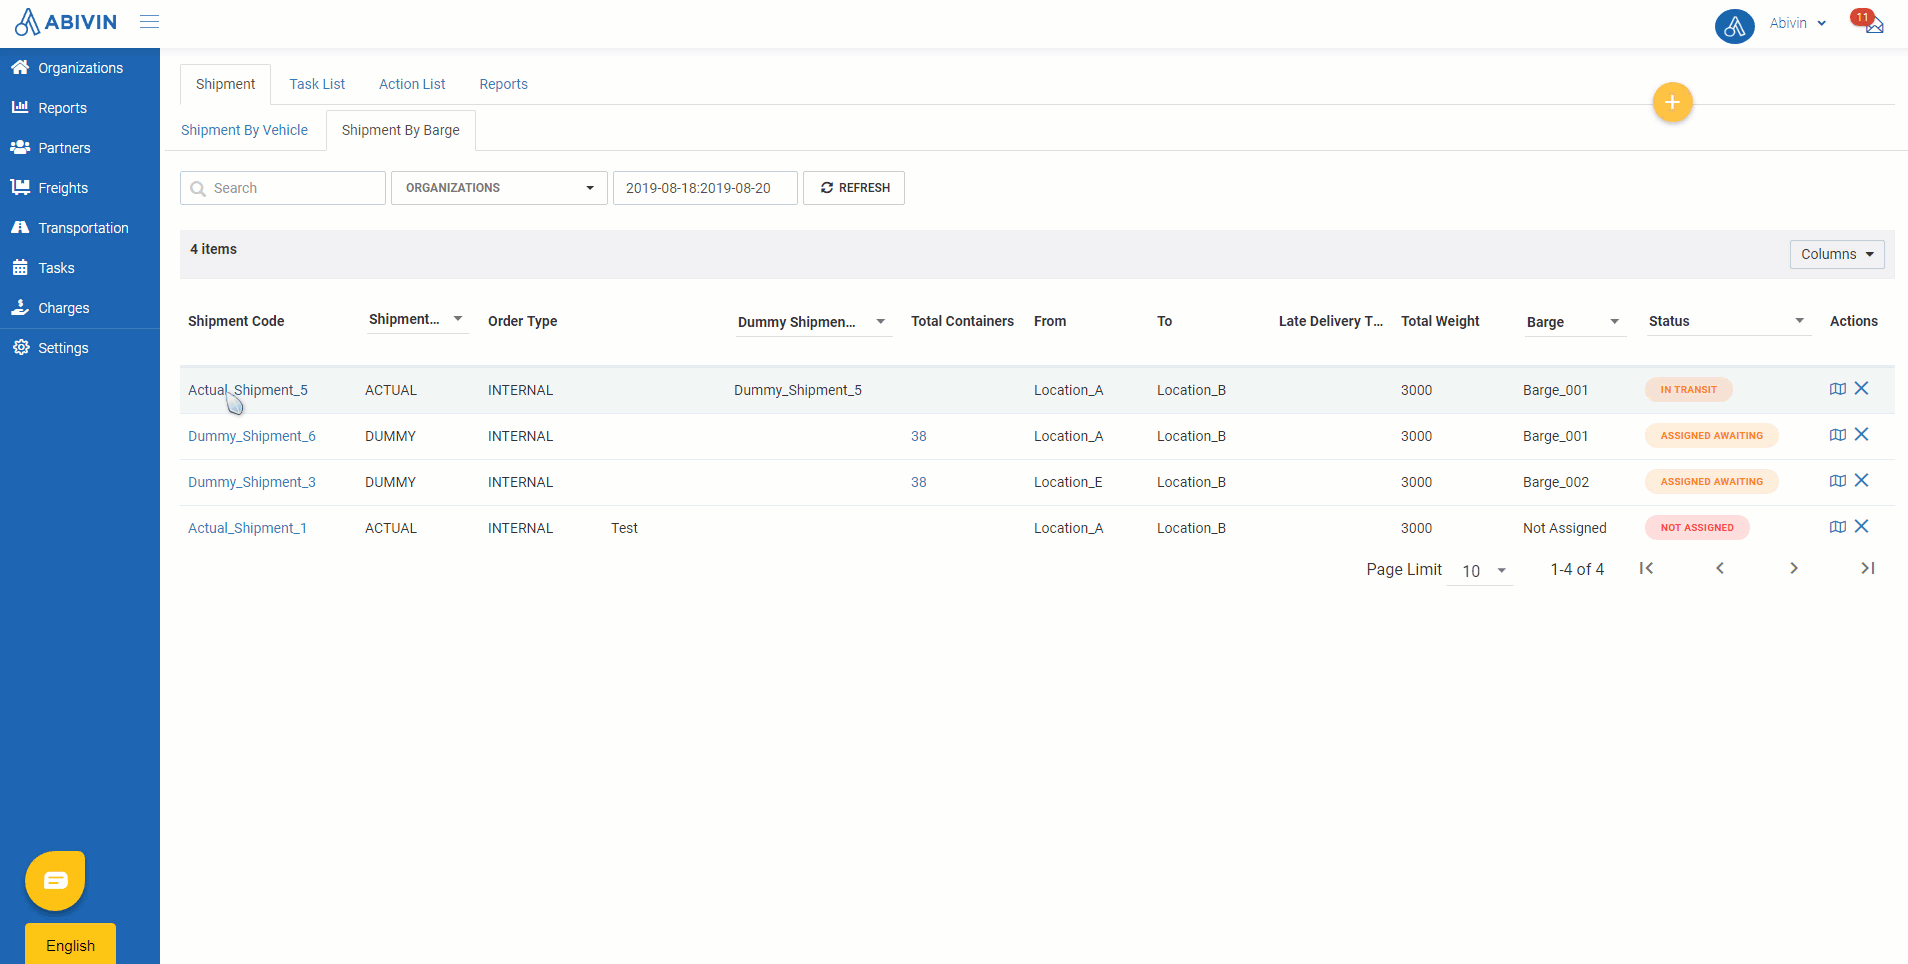 ABIVIN
Abivin
11
Organizations
Reports
Partners
Freights
Transportation
Tasks
Charges
Settings
English
Shipment Task List Action List Reports
+
Shipment By Vehicle Shipment By Barge
Search ORGANIZATIONS 2019-08-18:2019-08-20 REFRESH
4 items
Columns
Shipment Code Shipment... Order Type Dummy Shipmen... Total Containers From To Late Delivery T... Total Weight Barge Status Actions
Actual_Shipment_5 ACTUAL INTERNAL Dummy_Shipment_5 Location_A Location_B 3000 Barge_001 IN TRANSIT
Dummy_Shipment_6 DUMMY INTERNAL 38 Location_A Location_B 3000 Barge_001 ASSIGNED AWAITING
Dummy_Shipment_3 DUMMY INTERNAL 38 Location_E Location_B 3000 Barge_002 ASSIGNED AWAITING
Actual_Shipment_1 ACTUAL INTERNAL Test Location_A Location_B 3000 Not Assigned NOT ASSIGNED
Page Limit 10 1-4 of 4